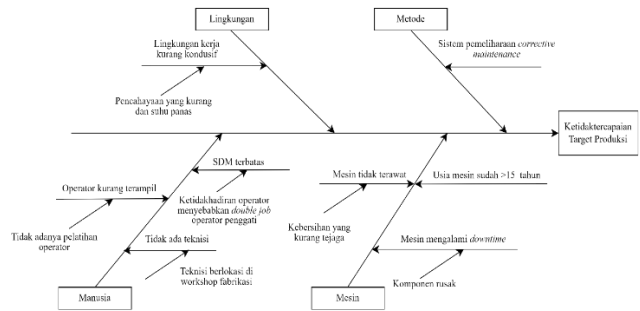 Lingkungan
Metode
Lingkungan kerja
kurang kondusif
Sistem pemeliharaan corrective
maintenance
Pencahayaan yang kurang
dan suhu panas
Ketidaktercapaian
Target Produksi
SDM terbatas
Mesin tidak terawat
Usia mesin sudah >15 tahun
Operator kurang terampil
Ketidakhadiran operator
menyebabkan double job
operator penggati
Kebersihan yang
kurang tejaga
Tidak adanya pelatihan
operator
Tidak ada teknisi
Mesin mengalami downtime
Teknisi berlokasi di
workshop fabrikasi
Komponen rusak
Manusia
Mesin